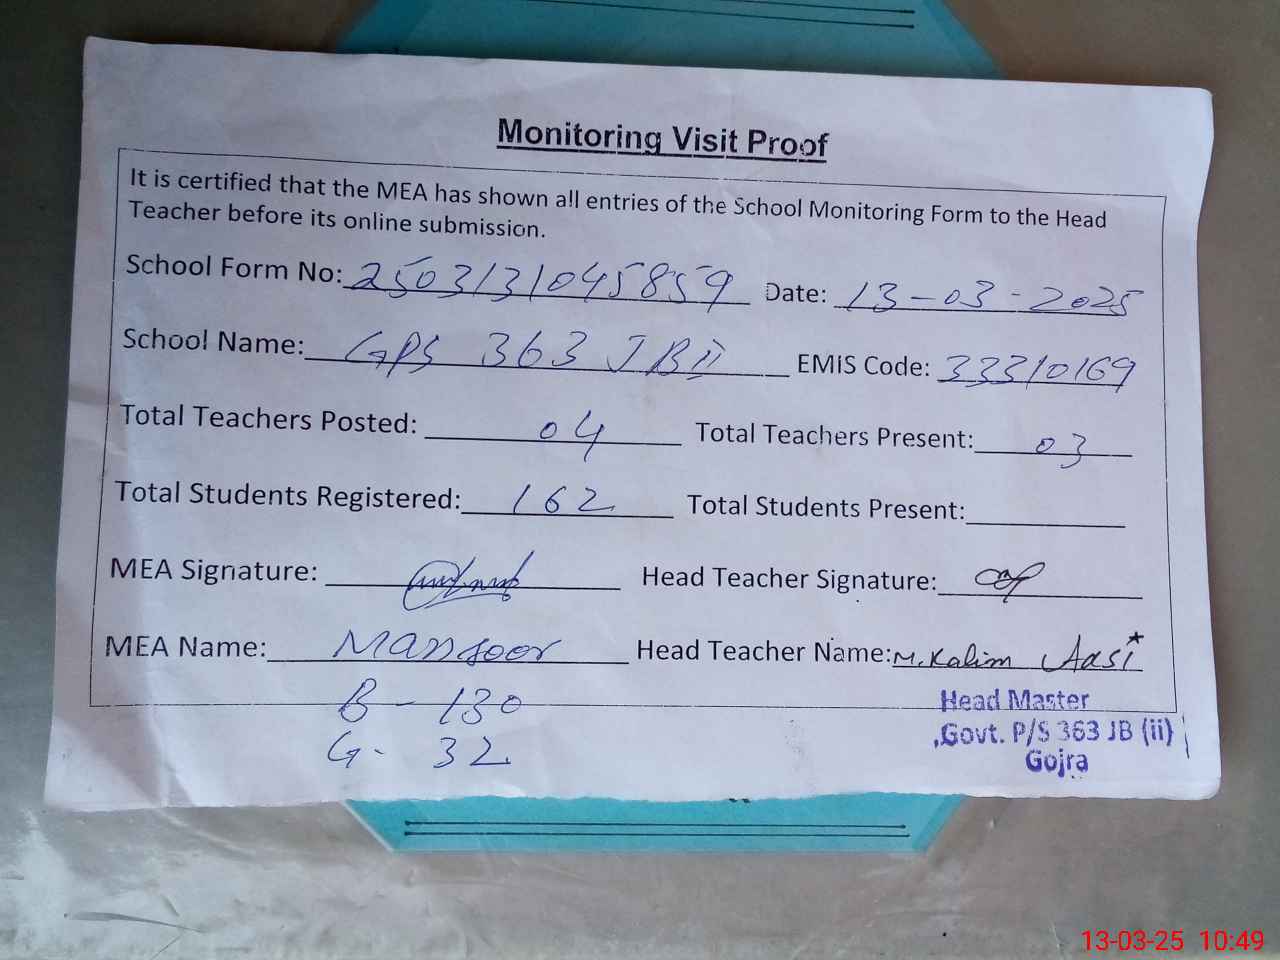 Monitoring Visit Proof
It is certified that the MEA has shown all entries of the School Monitoring Form to the Head
Teacher before its online submission.
School Form No: 2503131045859 Date: 13-03-2025
School Name: GPS 363 JB ii EMIS Code: 33310169
Total Teachers Posted: 04 Total Teachers Present: 03
Total Students Registered: 162 Total Students Present:
MEA Signature: Head Teacher Signature:
MEA Name: Mansoor Head Teacher Name: M. Kalim Aasi
B - 130
G - 32
Head Master
Govt. P/S 363 JB (ii)
Gojra
13-03-25 10:49